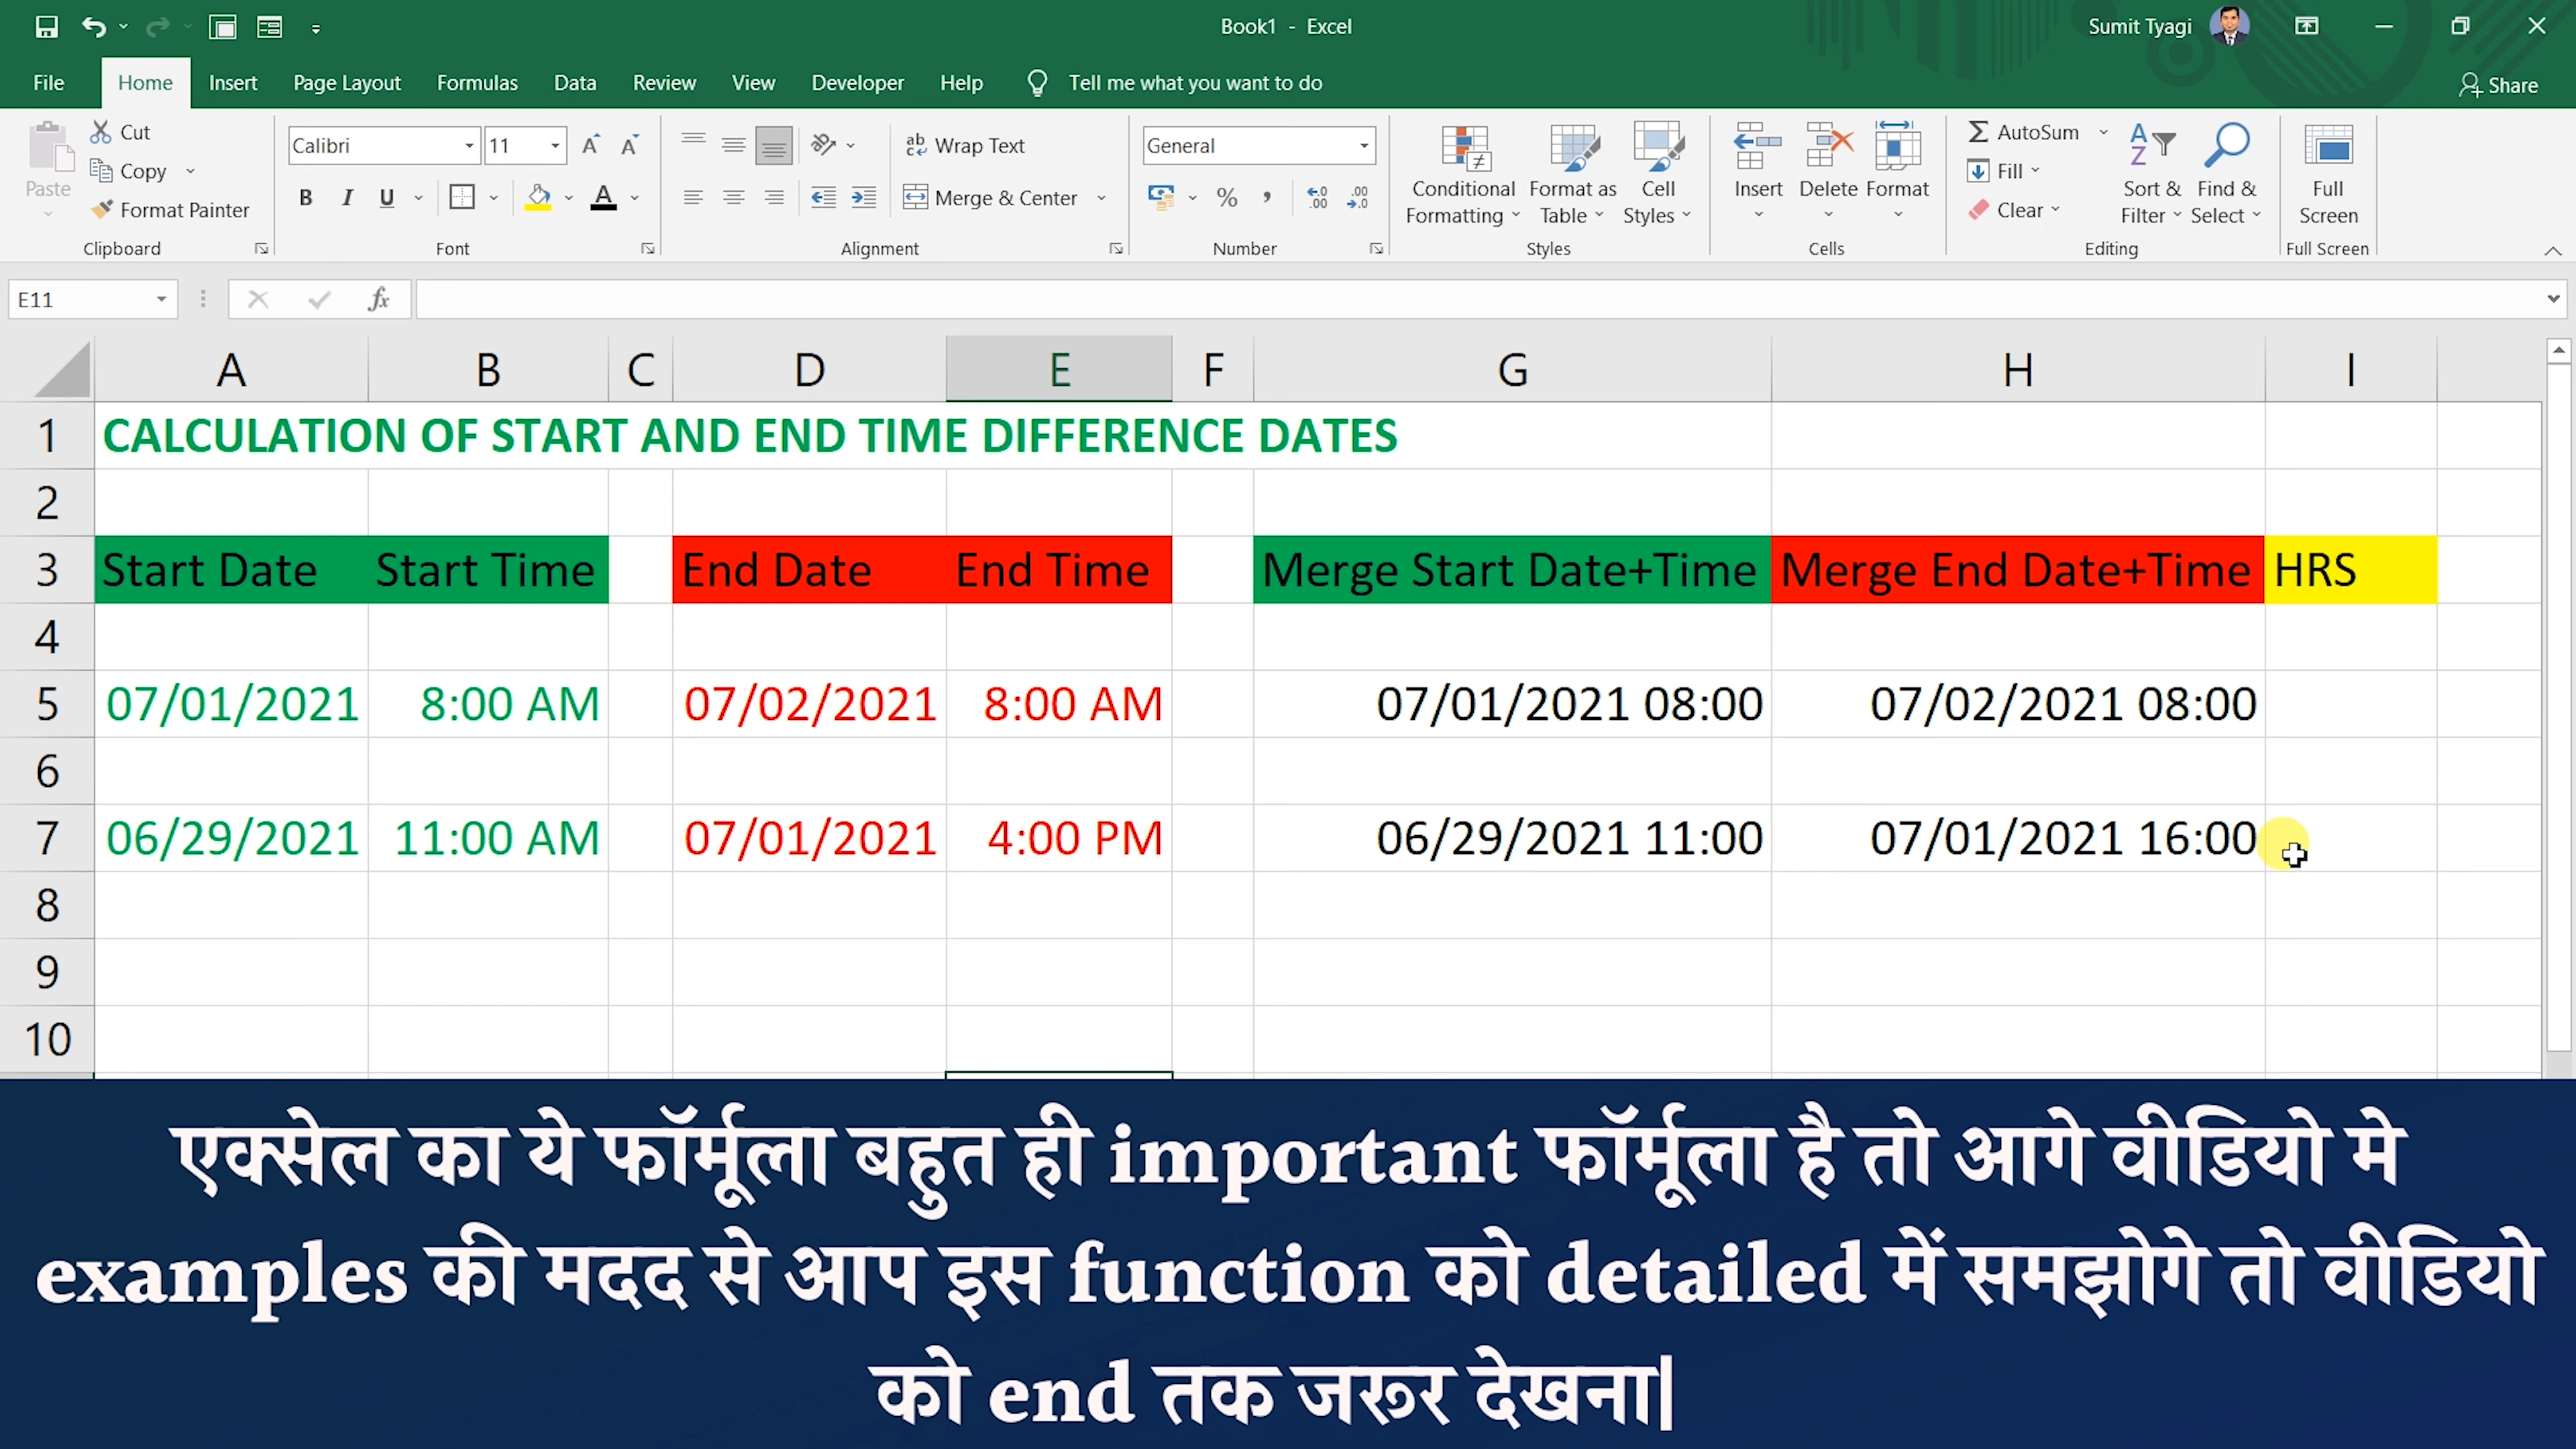 Book1 - Excel
Sumit Tyagi
File Home Insert Page Layout Formulas Data Review View Developer Help Tell me what you want to do Share
Paste
Cut
Copy
Format Painter
Clipboard
Calibri 11
B I U A
Font
Wrap Text
Merge & Center
Alignment
General
%
Number
Conditional Formatting
Format as Table
Cell Styles
Styles
Insert Delete Format
Cells
AutoSum
Fill
Clear
Sort & Filter
Find & Select
Editing
Full Screen
Full Screen
E11 fx
A B C D E F G H I
1 CALCULATION OF START AND END TIME DIFFERENCE DATES
2
3 Start Date Start Time End Date End Time Merge Start Date+Time Merge End Date+Time HRS
4
5 07/01/2021 8:00 AM 07/02/2021 8:00 AM 07/01/2021 08:00 07/02/2021 08:00
6
7 06/29/2021 11:00 AM 07/01/2021 4:00 PM 06/29/2021 11:00 07/01/2021 16:00
8
9
10
एक्सेल का ये फॉर्मूला बहुत ही important फॉर्मूला है तो आगे वीडियो मे
examples की मदद से आप इस function को detailed में समझोगे तो वीडियो
को end तक जरूर देखना|